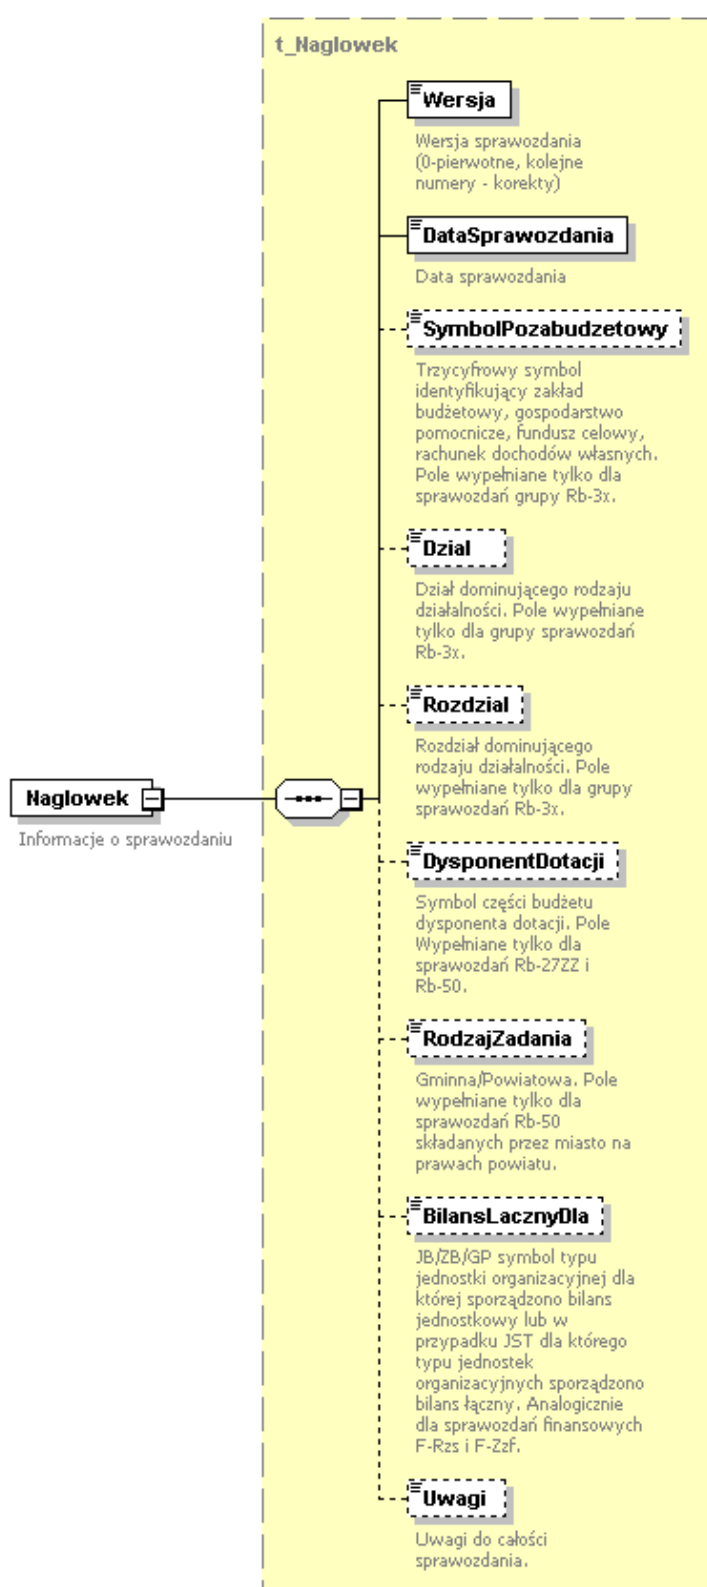 t_Naglowek
Wersja
Wersja sprawozdania
(0-pierwotne, kolejne
numery - korekty)
DataSprawozdania
Data sprawozdania
SymbolPozabudzetowy
Trzycyfrowy symbol
identyfikujący zakład
budżetowy, gospodarstwo
pomocnicze, fundusz celowy,
rachunek dochodów własnych.
Pole wypełniane tylko dla
sprawozdań grupy Rb-3x.
Dzial
Dział dominującego rodzaju
działalności. Pole wypełniane
tylko dla grupy sprawozdań
Rb-3x.
Rozdzial
Rozdział dominującego
rodzaju działalności. Pole
wypełniane tylko dla grupy
sprawozdań Rb-3x.
Naglowek
Informacje o sprawozdaniu
DysponentDotacji
Symbol części budżetu
dysponenta dotacji. Pole
Wypełniane tylko dla
sprawozdań Rb-27ZZ i
Rb-50.
RodzajZadania
Gminna/Powiatowa. Pole
wypełniane tylko dla
sprawozdań Rb-50
składanych przez miasto na
prawach powiatu.
BilansLacznyDla
JB/ZB/GP symbol typu
jednostki organizacyjnej dla
której sporządzono bilans
jednostkowy lub w
przypadku JST dla którego
typu jednostek
organizacyjnych sporządzono
bilans łączny. Analogicznie
dla sprawozdań finansowych
F-Rzs i F-Zzf.
Uwagi
Uwagi do całości
sprawozdania.